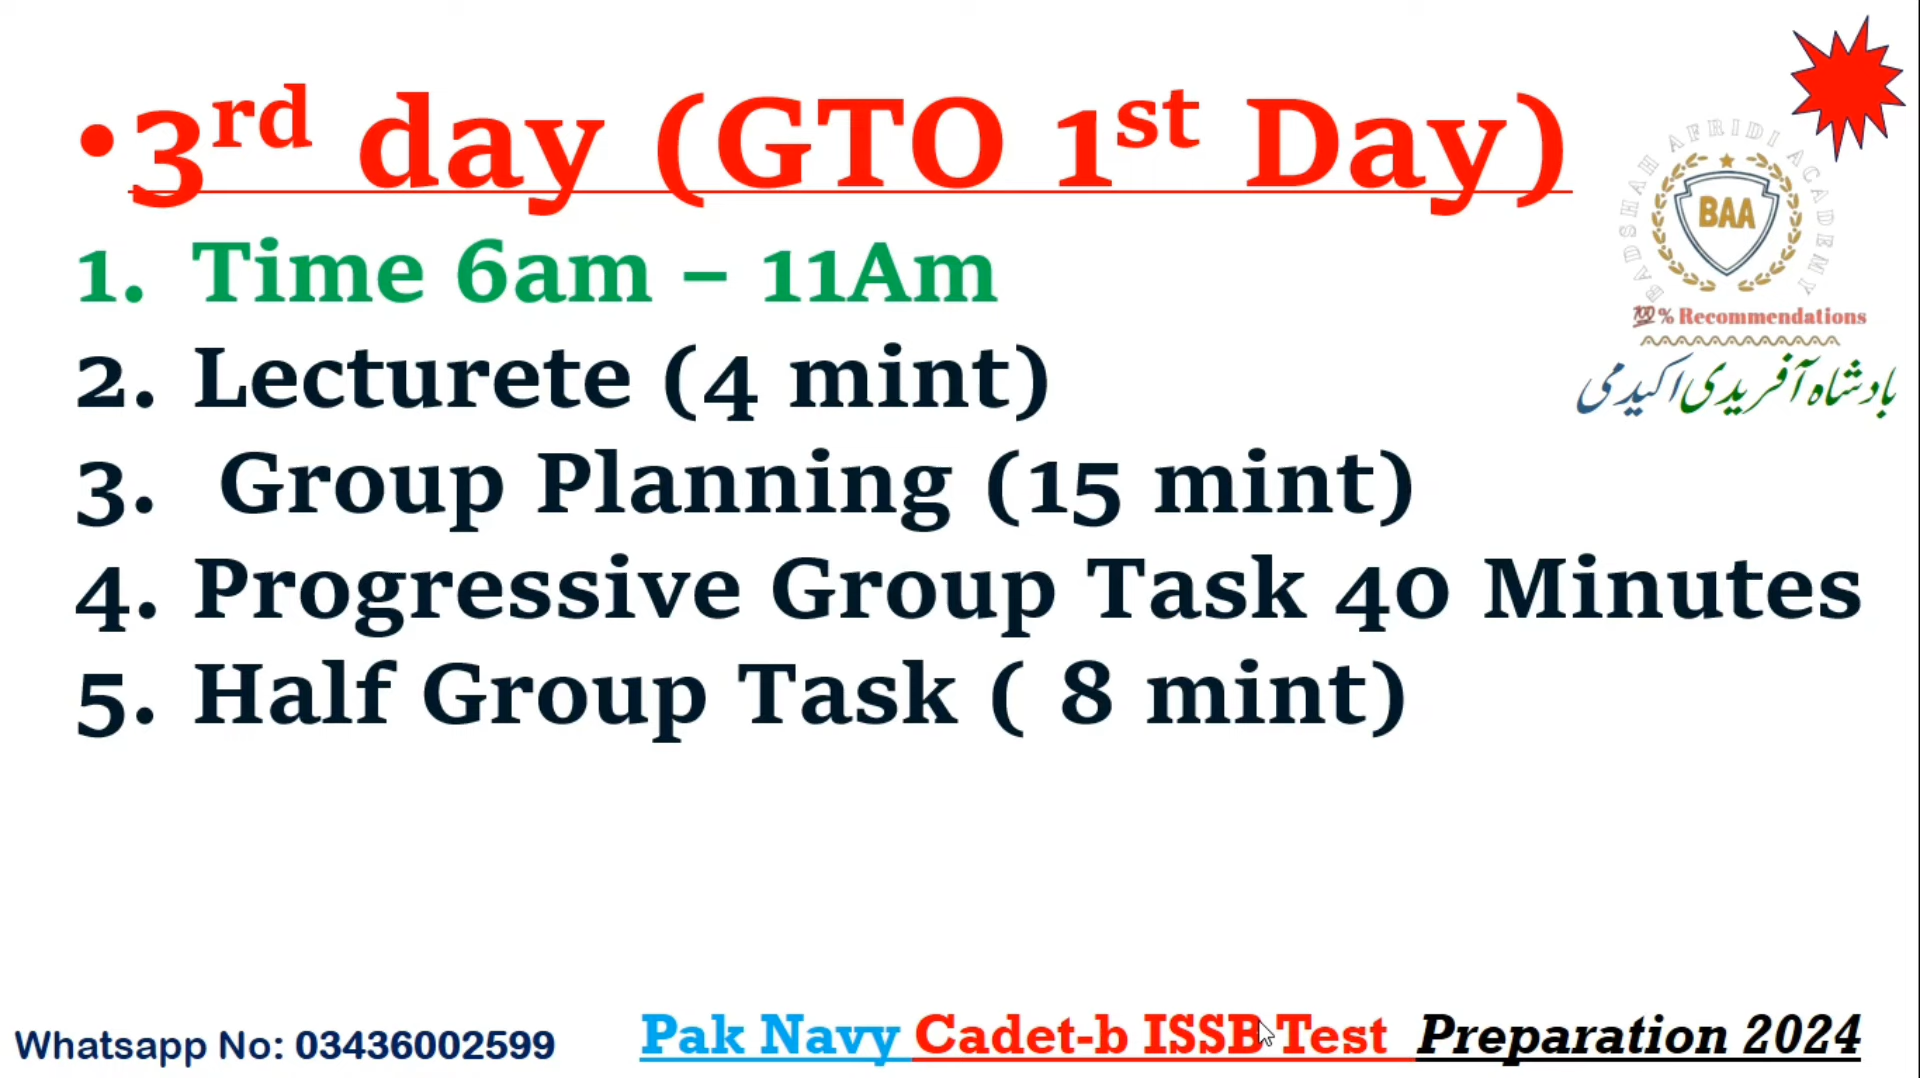 •3rd day (GTO 1st Day)
1. Time 6am – 11Am
2. Lecturete (4 mint)
3. Group Planning (15 mint)
4. Progressive Group Task 40 Minutes
5. Half Group Task ( 8 mint)
BADSHAH AFRIDI ACADEMY
BAA
💯% Recommendations
بادشاہ آفریدی اکیدمی
Whatsapp No: 03436002599
Pak Navy Cadet-b ISSB Test Preparation 2024